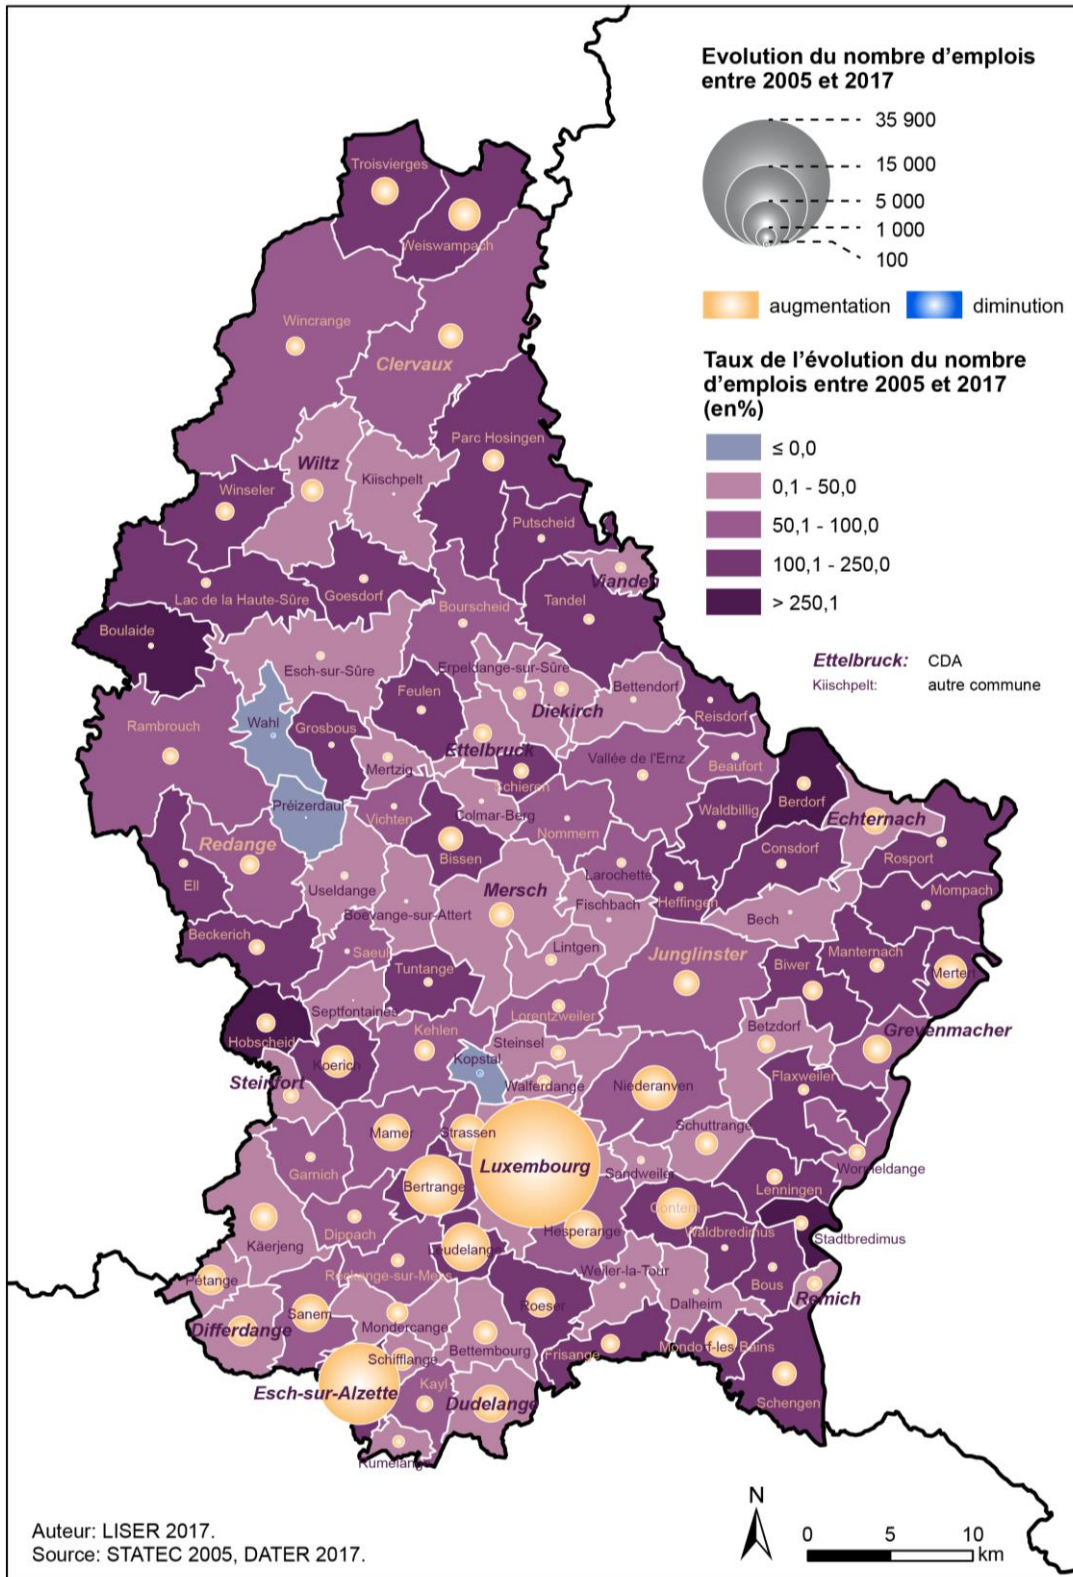 Evolution du nombre d'emplois
entre 2005 et 2017
35 900
15 000
5 000
1 000
100
augmentation
diminution
Taux de l'évolution du nombre
d'emplois entre 2005 et 2017
(en%)
≤ 0,0
0,1 - 50,0
50,1 - 100,0
100,1 - 250,0
> 250,1
Ettelbruck: CDA
Kiischpelt: autre commune
Troisvierges
Weiswampach
Wincrange
Clervaux
Parc Hosingen
Wiltz
Kiischpelt
Winseler
Putscheid
Vianden
Lac de la Haute-Sûre
Goesdorf
Bourscheid
Tandel
Boulaide
Esch-sur-Sûre
Erpeldange-sur-Sûre
Bettendorf
Feulen
Diekirch
Reisdorf
Rambrouch
Wahl
Grosbous
Ettelbruck
Mertzig
Schieren
Vallée de l'Ernz
Beaufort
Berdorf
Préizerdaul
Vichten
Colmar-Berg
Nommern
Waldbillig
Echternach
Redange
Bissen
Consdorf
Rosport
Ell
Useldange
Mersch
Larochette
Heffingen
Mompach
Boevange-sur-Attert
Fischbach
Bech
Beckerich
Saeul
Lintgen
Junglinster
Biwer
Manternach
Mertert
Tuntange
Septfontaines
Lorentzweiler
Betzdorf
Grevenmacher
Hobscheid
Kehlen
Steinsel
Koerich
Kopstal
Steinfort
Walferdange
Niederanven
Flaxweiler
Mamer
Strassen
Schuttrange
Wormeldange
Luxembourg
Garnich
Sandweiler
Bertrange
Lenningen
Contern
Dippach
Hesperange
Waldbredimus
Stadtbredimus
Käerjeng
Leudelange
Reckange-sur-Mess
Weiler-la-Tour
Bous
Pétange
Remich
Sanem
Roeser
Dalheim
Differdange
Mondercange
Bettembourg
Frisange
Mondorf-les-Bains
Schifflange
Esch-sur-Alzette
Kayl
Dudelange
Schengen
Rumelange
N
0 5 10
km
Auteur: LISER 2017.
Source: STATEC 2005, DATER 2017.